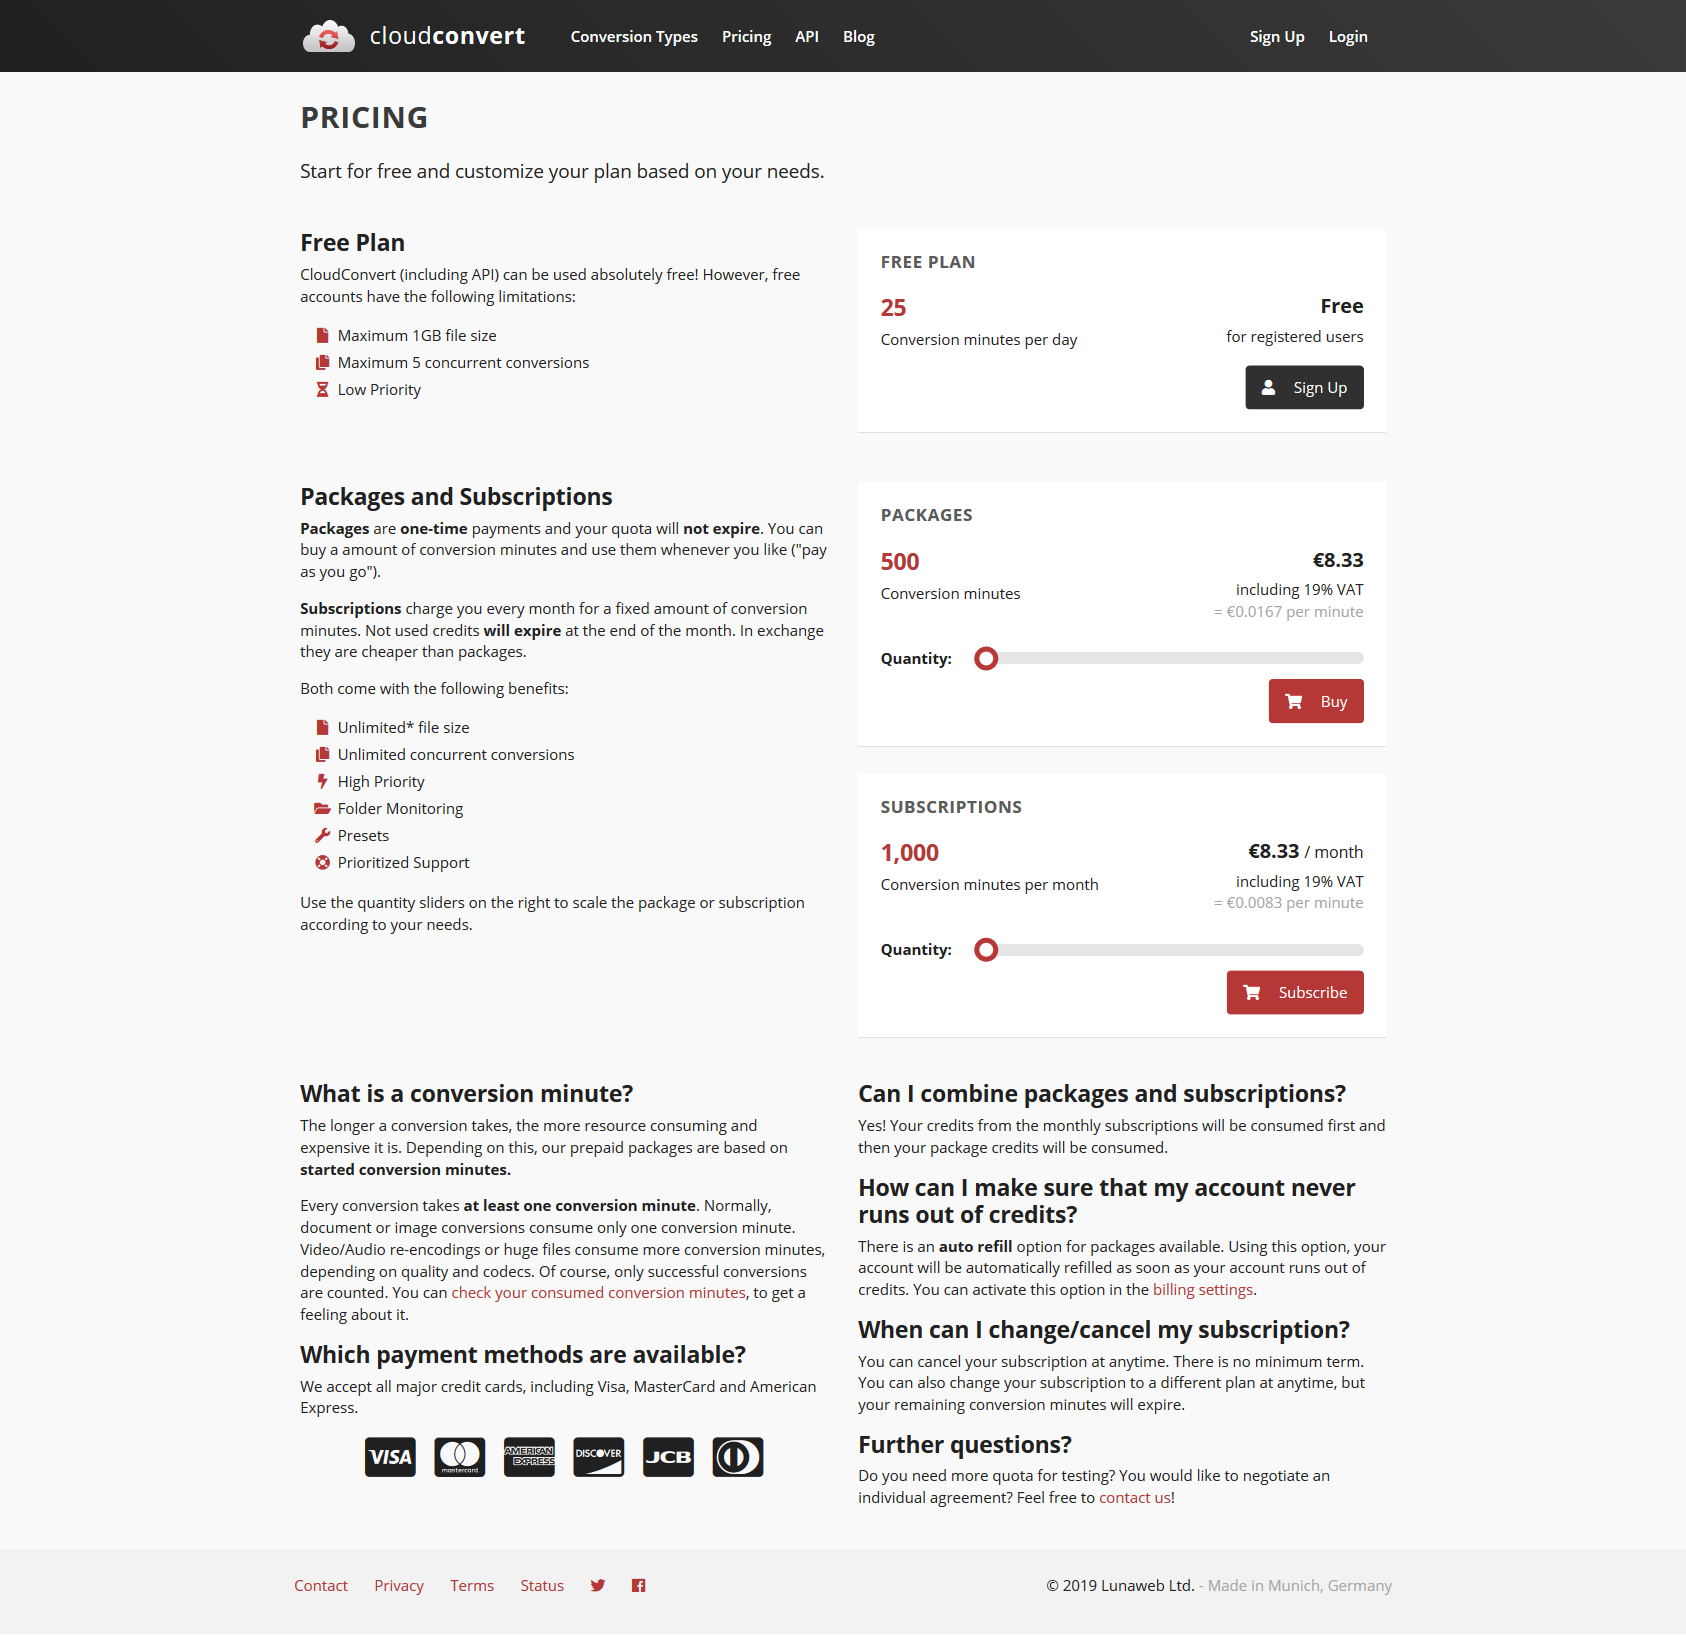 cloudconvert
Conversion Types Pricing API Blog
Sign Up Login
PRICING
Start for free and customize your plan based on your needs.
Free Plan
CloudConvert (including API) can be used absolutely free! However, free
accounts have the following limitations:
Maximum 1GB file size
Maximum 5 concurrent conversions
Low Priority
FREE PLAN
25
Conversion minutes per day
Free
for registered users
Sign Up
Packages and Subscriptions
Packages are one-time payments and your quota will not expire. You can
buy a amount of conversion minutes and use them whenever you like ("pay
as you go").
Subscriptions charge you every month for a fixed amount of conversion
minutes. Not used credits will expire at the end of the month. In exchange
they are cheaper than packages.
Both come with the following benefits:
Unlimited* file size
Unlimited concurrent conversions
High Priority
Folder Monitoring
Presets
Prioritized Support
Use the quantity sliders on the right to scale the package or subscription
according to your needs.
PACKAGES
500
Conversion minutes
€8.33
including 19% VAT
= €0.0167 per minute
Quantity:
Buy
SUBSCRIPTIONS
1,000
Conversion minutes per month
€8.33 / month
including 19% VAT
= €0.0083 per minute
Quantity:
Subscribe
What is a conversion minute?
The longer a conversion takes, the more resource consuming and
expensive it is. Depending on this, our prepaid packages are based on
started conversion minutes.
Every conversion takes at least one conversion minute. Normally,
document or image conversions consume only one conversion minute.
Video/Audio re-encodings or huge files consume more conversion minutes,
depending on quality and codecs. Of course, only successful conversions
are counted. You can check your consumed conversion minutes, to get a
feeling about it.
Which payment methods are available?
We accept all major credit cards, including Visa, MasterCard and American
Express.
VISA
mastercard
AMERICAN
EXPRESS
DISCOVER
JCB
Can I combine packages and subscriptions?
Yes! Your credits from the monthly subscriptions will be consumed first and
then your package credits will be consumed.
How can I make sure that my account never
runs out of credits?
There is an auto refill option for packages available. Using this option, your
account will be automatically refilled as soon as your account runs out of
credits. You can activate this option in the billing settings.
When can I change/cancel my subscription?
You can cancel your subscription at anytime. There is no minimum term.
You can also change your subscription to a different plan at anytime, but
your remaining conversion minutes will expire.
Further questions?
Do you need more quota for testing? You would like to negotiate an
individual agreement? Feel free to contact us!
Contact Privacy Terms Status
© 2019 Lunaweb Ltd. - Made in Munich, Germany